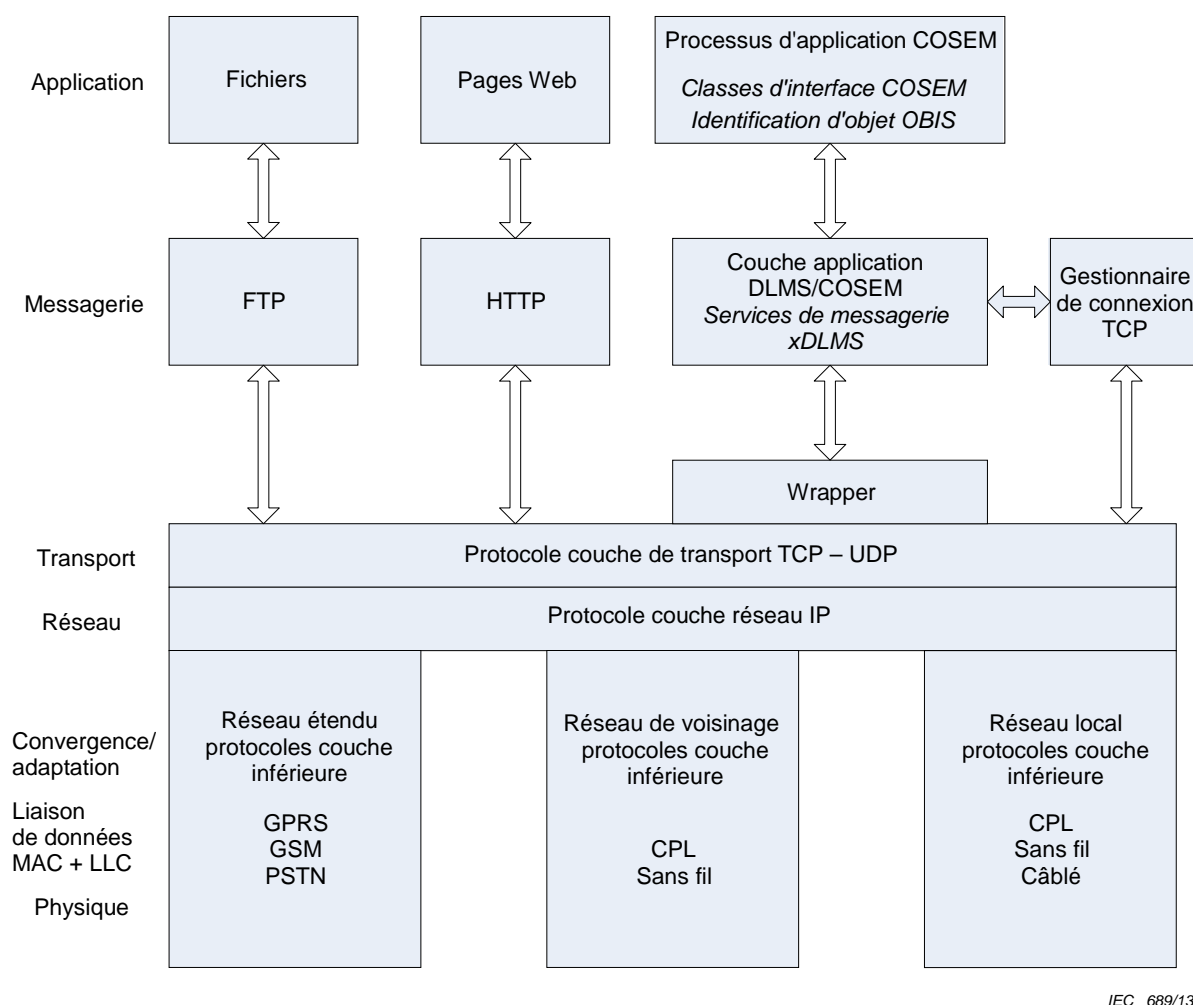 Application
Fichiers
Pages Web
Processus d'application COSEM
Classes d'interface COSEM
Identification d'objet OBIS
Messagerie
FTP
HTTP
Couche application
DLMS/COSEM
Services de messagerie
xDLMS
Gestionnaire
de connexion
TCP
Wrapper
Transport
Protocole couche de transport TCP – UDP
Réseau
Protocole couche réseau IP
Convergence/
adaptation
Liaison
de données
MAC + LLC
Physique
Réseau étendu
protocoles couche
inférieure
GPRS
GSM
PSTN
Réseau de voisinage
protocoles couche
inférieure
CPL
Sans fil
Réseau local
protocoles couche
inférieure
CPL
Sans fil
Câblé
IEC 689/13